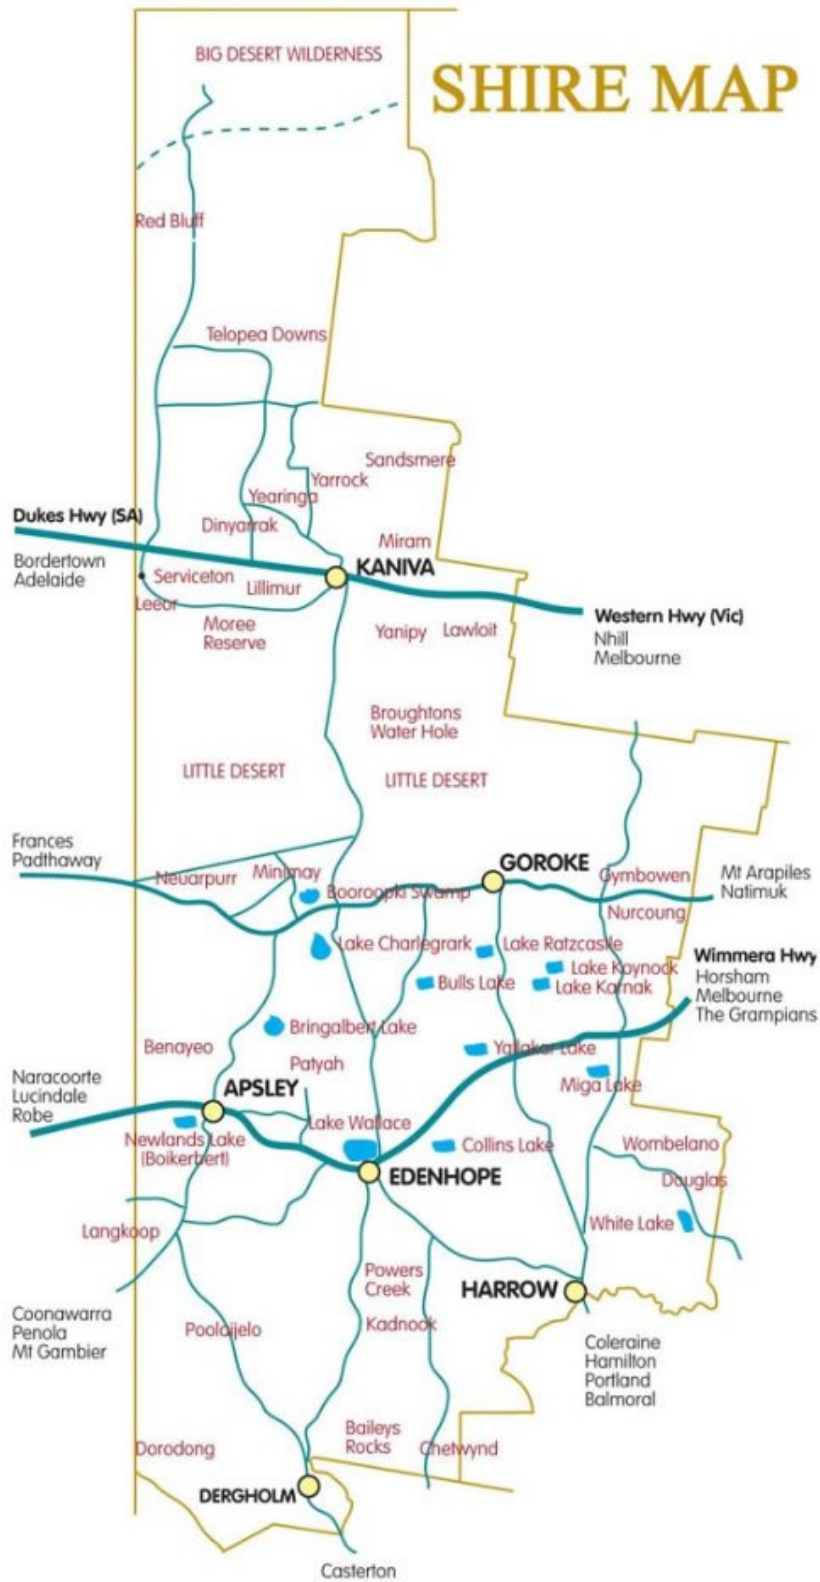 BIG DESERT WILDERNESS
SHIRE MAP
Red Bluff
Telopea Downs
Sandsmere
Yarrock
Yearinga
Dukes Hwy (SA)
Dinyarrak
Miram
Bordertown
Adelaide
KANIVA
Serviceton
Lillimur
Leeor
Western Hwy (Vic)
Nhill
Melbourne
Moree
Reserve
Yanipy
Lawloit
Broughtons
Water Hole
LITTLE DESERT
LITTLE DESERT
Frances
Padthaway
GOROKE
Neuarpurr
Minimay
Gymbowen
Mt Arapiles
Natimuk
Booroopki Swamp
Nurcoung
Lake Charlegrark
Lake Ratzcastle
Wimmera Hwy
Horsham
Melbourne
The Grampians
Lake Koynock
Bulls Lake
Lake Karnak
Bringalbert Lake
Benayeo
Yallakar Lake
Patyah
Naracoorte
Lucindale
Robe
APSLEY
Miga Lake
Lake Wallace
Newlands Lake
(Boikerbert)
Collins Lake
Wombelano
EDENHOPE
Douglas
Langkoop
White Lake
Powers
Creek
HARROW
Coonawarra
Penola
Mt Gambier
Poolaijelo
Kadnook
Coleraine
Hamilton
Portland
Balmoral
Dorodong
Baileys
Rocks
Chetwynd
DERGHOLM
Casterton